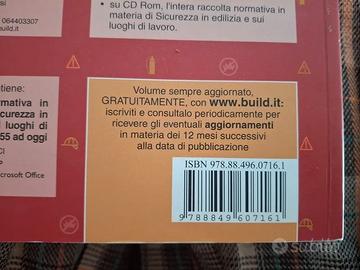 su CD Rom, l'intera raccolta normativa in
materia di Sicurezza in edilizia e sui
luoghi di lavoro.
064403307
build.it
tiene:
rmativa in
curezza in
luoghi di
55 ad oggi
CI
P
icrosoft Office
Volume sempre aggiornato,
GRATUITAMENTE, con www.build.it:
iscriviti e consultalo periodicamente per
ricevere gli eventuali aggiornamenti
in materia dei 12 mesi successivi
alla data di pubblicazione
ISBN 978.88.496.0716.1
9 788849 607161
subito